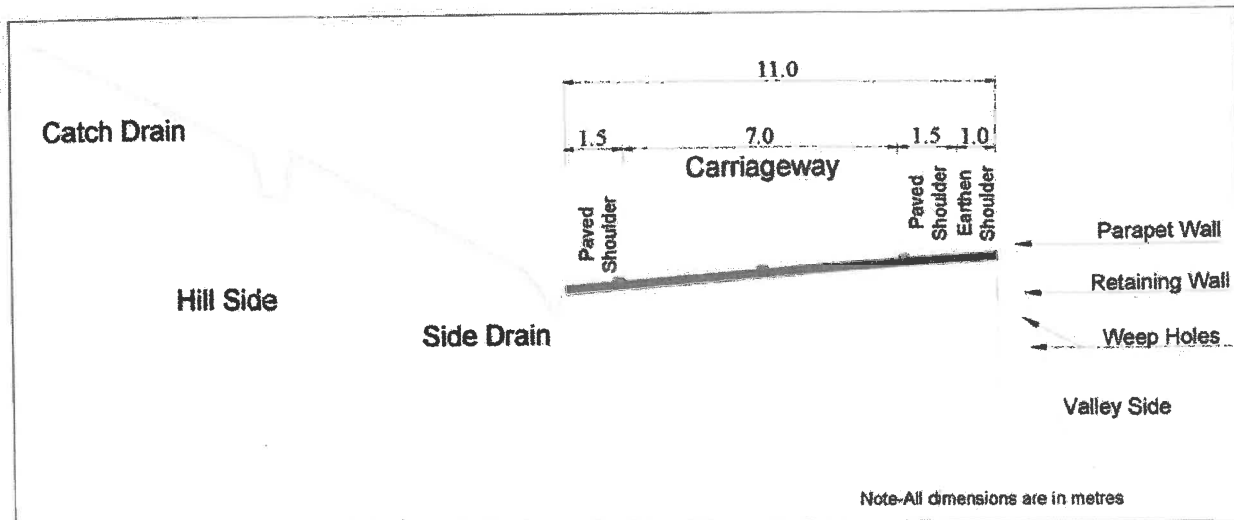 11.0
1.5 7.0 1.5 1.0
Catch Drain
Carriageway
Paved
Shoulder
Paved
Shoulder
Earthen
Shoulder
Parapet Wall
Retaining Wall
Hill Side
Side Drain
Weep Holes
Valley Side
Note-All dimensions are in metres